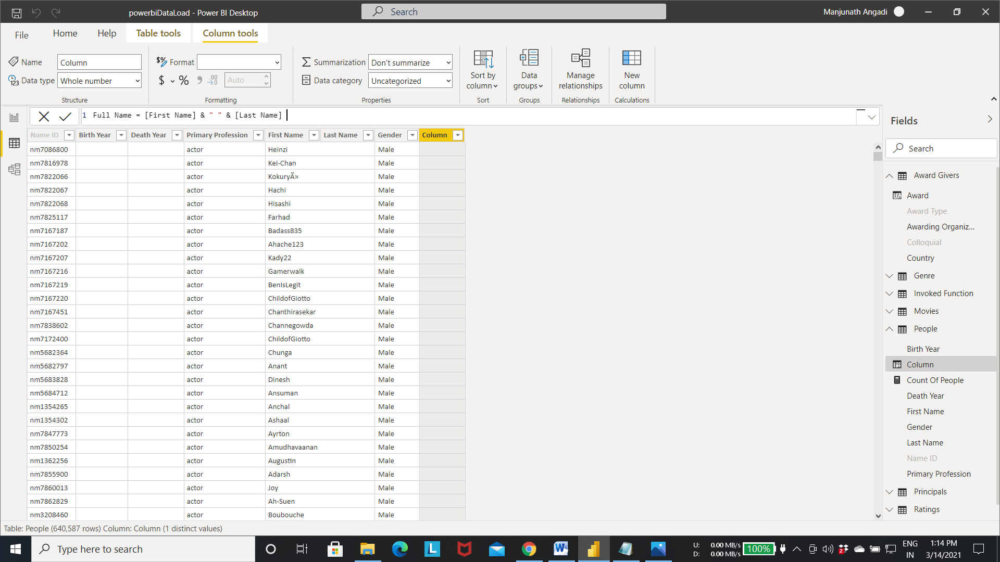 powerbiDataLoad - Power BI Desktop
Search
Manjunath Angadi
File Home Help Table tools Column tools
Name Column
Data type Whole number
Structure
$% Format
$ % 9 .00 Auto
Formatting
Summarization Don't summarize
Data category Uncategorized
Properties
Sort by column
Sort
Data groups
Groups
Manage relationships
Relationships
New column
Calculations
1 Full Name = [First Name] & " " & [Last Name]
Name ID Birth Year Death Year Primary Profession First Name Last Name Gender Column
nm7086800 actor Heinzi Male
nm7816978 actor Kei-Chan Male
nm7822066 actor KokuryÃ» Male
nm7822067 actor Hachi Male
nm7822068 actor Hisashi Male
nm7825117 actor Farhad Male
nm7167187 actor Badass835 Male
nm7167202 actor Ahache123 Male
nm7167207 actor Kady22 Male
nm7167216 actor Gamerwalk Male
nm7167219 actor BenIsLegit Male
nm7167220 actor ChildofGiotto Male
nm7167451 actor Chanthirasekar Male
nm7838602 actor Channegowda Male
nm7172400 actor ChildofGiotto Male
nm5682364 actor Chunga Male
nm5682797 actor Anant Male
nm5683828 actor Dinesh Male
nm5684712 actor Ansuman Male
nm1354265 actor Anchal Male
nm1354302 actor Ashaal Male
nm7847773 actor Ayrton Male
nm7850254 actor Amudhavaanan Male
nm1362256 actor Augustin Male
nm7855900 actor Adarsh Male
nm7860013 actor Joy Male
nm7862829 actor Ah-Suen Male
nm3208460 actor Boubouche Male
Fields
Search
Award Givers
Award
Award Type
Awarding Organiz...
Colloquial
Country
Genre
Invoked Function
Movies
People
Birth Year
Column
Count Of People
Death Year
First Name
Gender
Last Name
Name ID
Primary Profession
Principals
Ratings
Table: People (640,587 rows) Column: Column (1 distinct values)
Type here to search
U: 0.00 MB/s
D: 0.00 MB/s
100%
2
ENG
IN
1:14 PM
3/14/2021